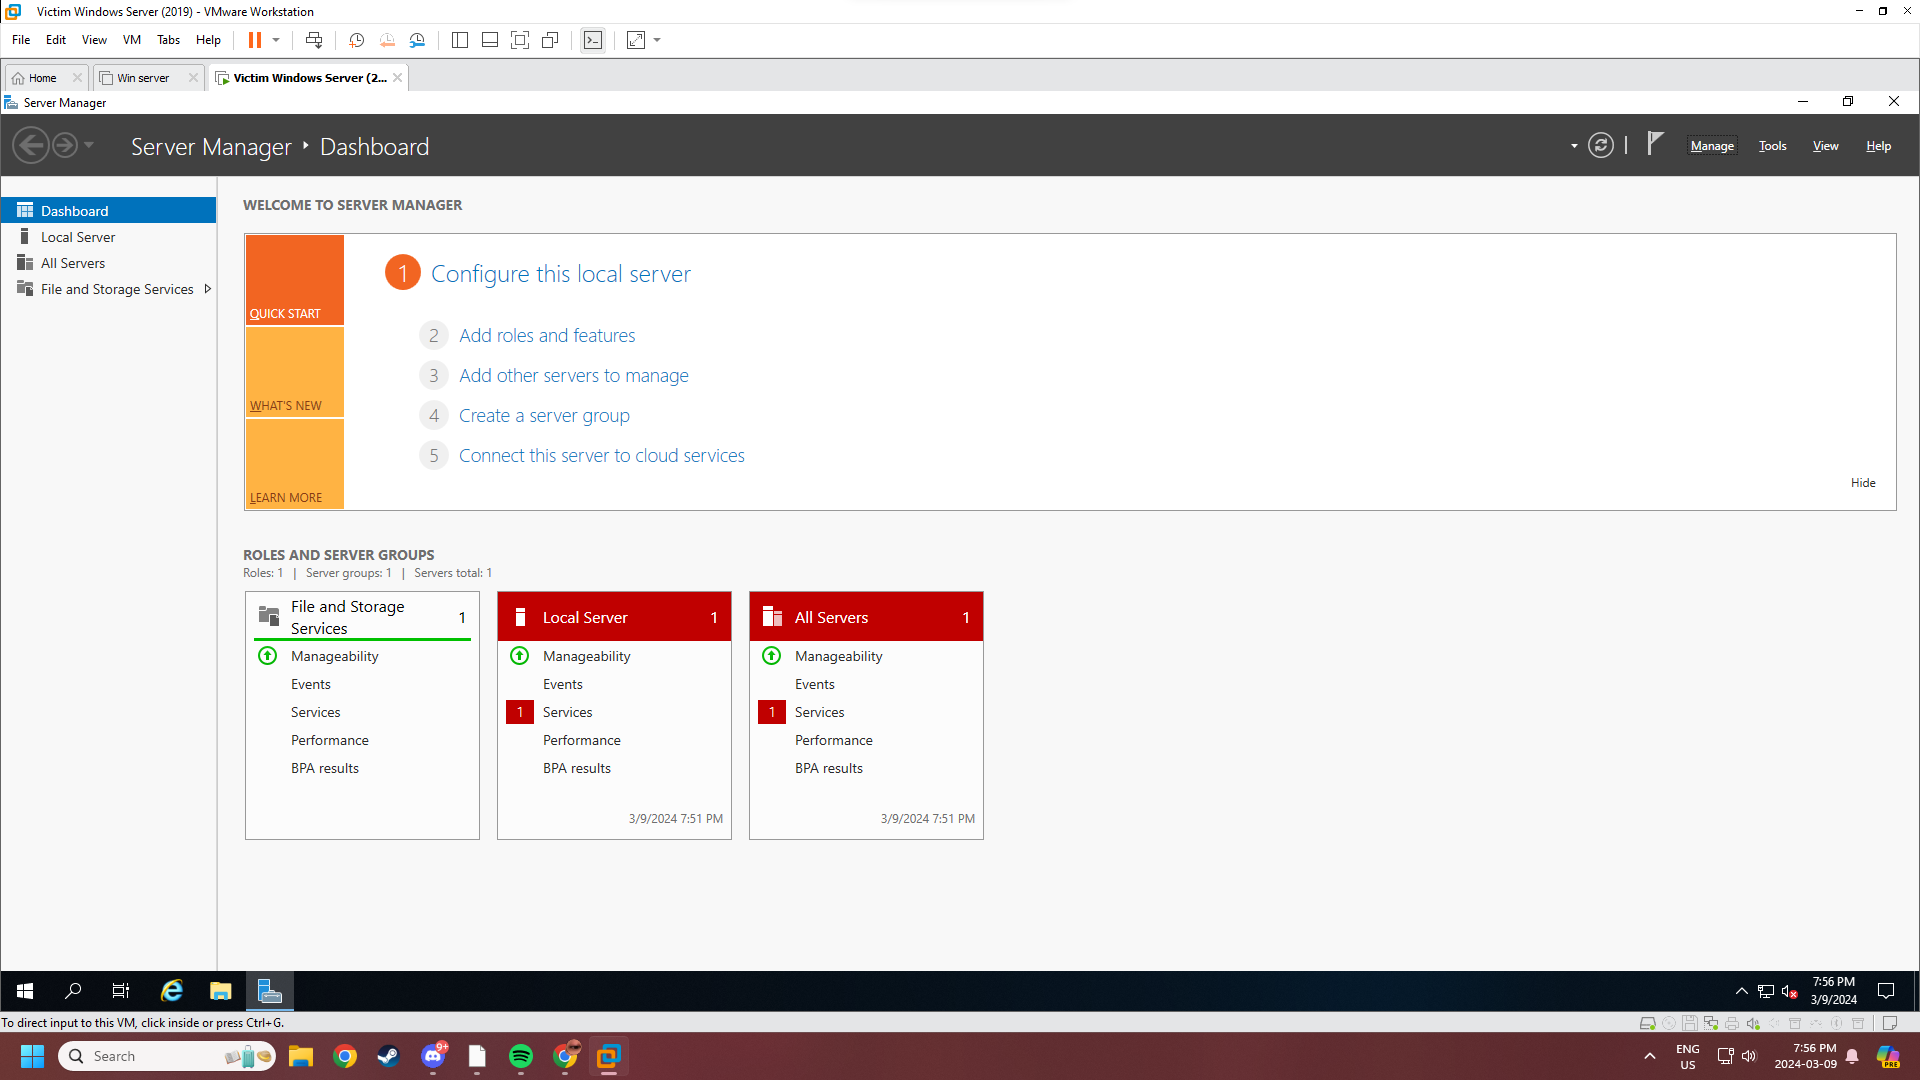 Victim Windows Server (2019) - VMware Workstation
File Edit View VM Tabs Help
Home Win server Victim Windows Server (2...
Server Manager
Server Manager Dashboard
Manage Tools View Help
Dashboard
Local Server
All Servers
File and Storage Services
WELCOME TO SERVER MANAGER
QUICK START
WHAT'S NEW
LEARN MORE
1 Configure this local server
2 Add roles and features
3 Add other servers to manage
4 Create a server group
5 Connect this server to cloud services
Hide
ROLES AND SERVER GROUPS
Roles: 1 | Server groups: 1 | Servers total: 1
File and Storage
Services
1
Manageability
Events
Services
Performance
BPA results
Local Server 1
Manageability
Events
1 Services
Performance
BPA results
3/9/2024 7:51 PM
All Servers 1
Manageability
Events
1 Services
Performance
BPA results
3/9/2024 7:51 PM
7:56 PM
3/9/2024
To direct input to this VM, click inside or press Ctrl+G.
Search
9+
ENG
US
7:56 PM
2024-03-09
PRE